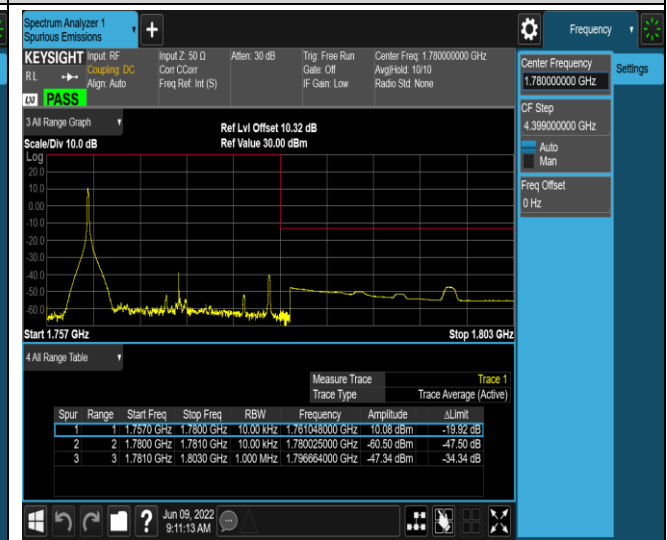 Spectrum Analyzer 1
Spurious Emissions
+
Frequency
KEYSIGHT Input: RF Input Z: 50 Ω Atten: 30 dB Trig: Free Run Center Freq: 1.780000000 GHz
RL Coupling: DC Corr CCorr Gate: Off Avg|Hold: 10/10
Align: Auto Freq Ref: Int (S) IF Gain: Low Radio Std: None
LXI PASS
Center Frequency
1.780000000 GHz
Settings
CF Step
4.399000000 GHz
Auto
Man
Freq Offset
0 Hz
3 All Range Graph
Ref Lvl Offset 10.32 dB
Scale/Div 10.0 dB Ref Value 30.00 dBm
Log
20.0
10.0
0.00
-10.0
-20.0
-30.0
-40.0
-50.0
-60.0
Start 1.757 GHz Stop 1.803 GHz
4 All Range Table
Measure Trace Trace 1
Trace Type Trace Average (Active)
Spur Range Start Freq Stop Freq RBW Frequency Amplitude ΔLimit
1 1 1.7570 GHz 1.7800 GHz 10.00 kHz 1.761048000 GHz 10.08 dBm -19.92 dB
2 2 1.7800 GHz 1.7810 GHz 10.00 kHz 1.780025000 GHz -60.50 dBm -47.50 dB
3 3 1.7810 GHz 1.8030 GHz 1.000 MHz 1.796664000 GHz -47.34 dBm -34.34 dB
?
Jun 09, 2022
9:11:13 AM